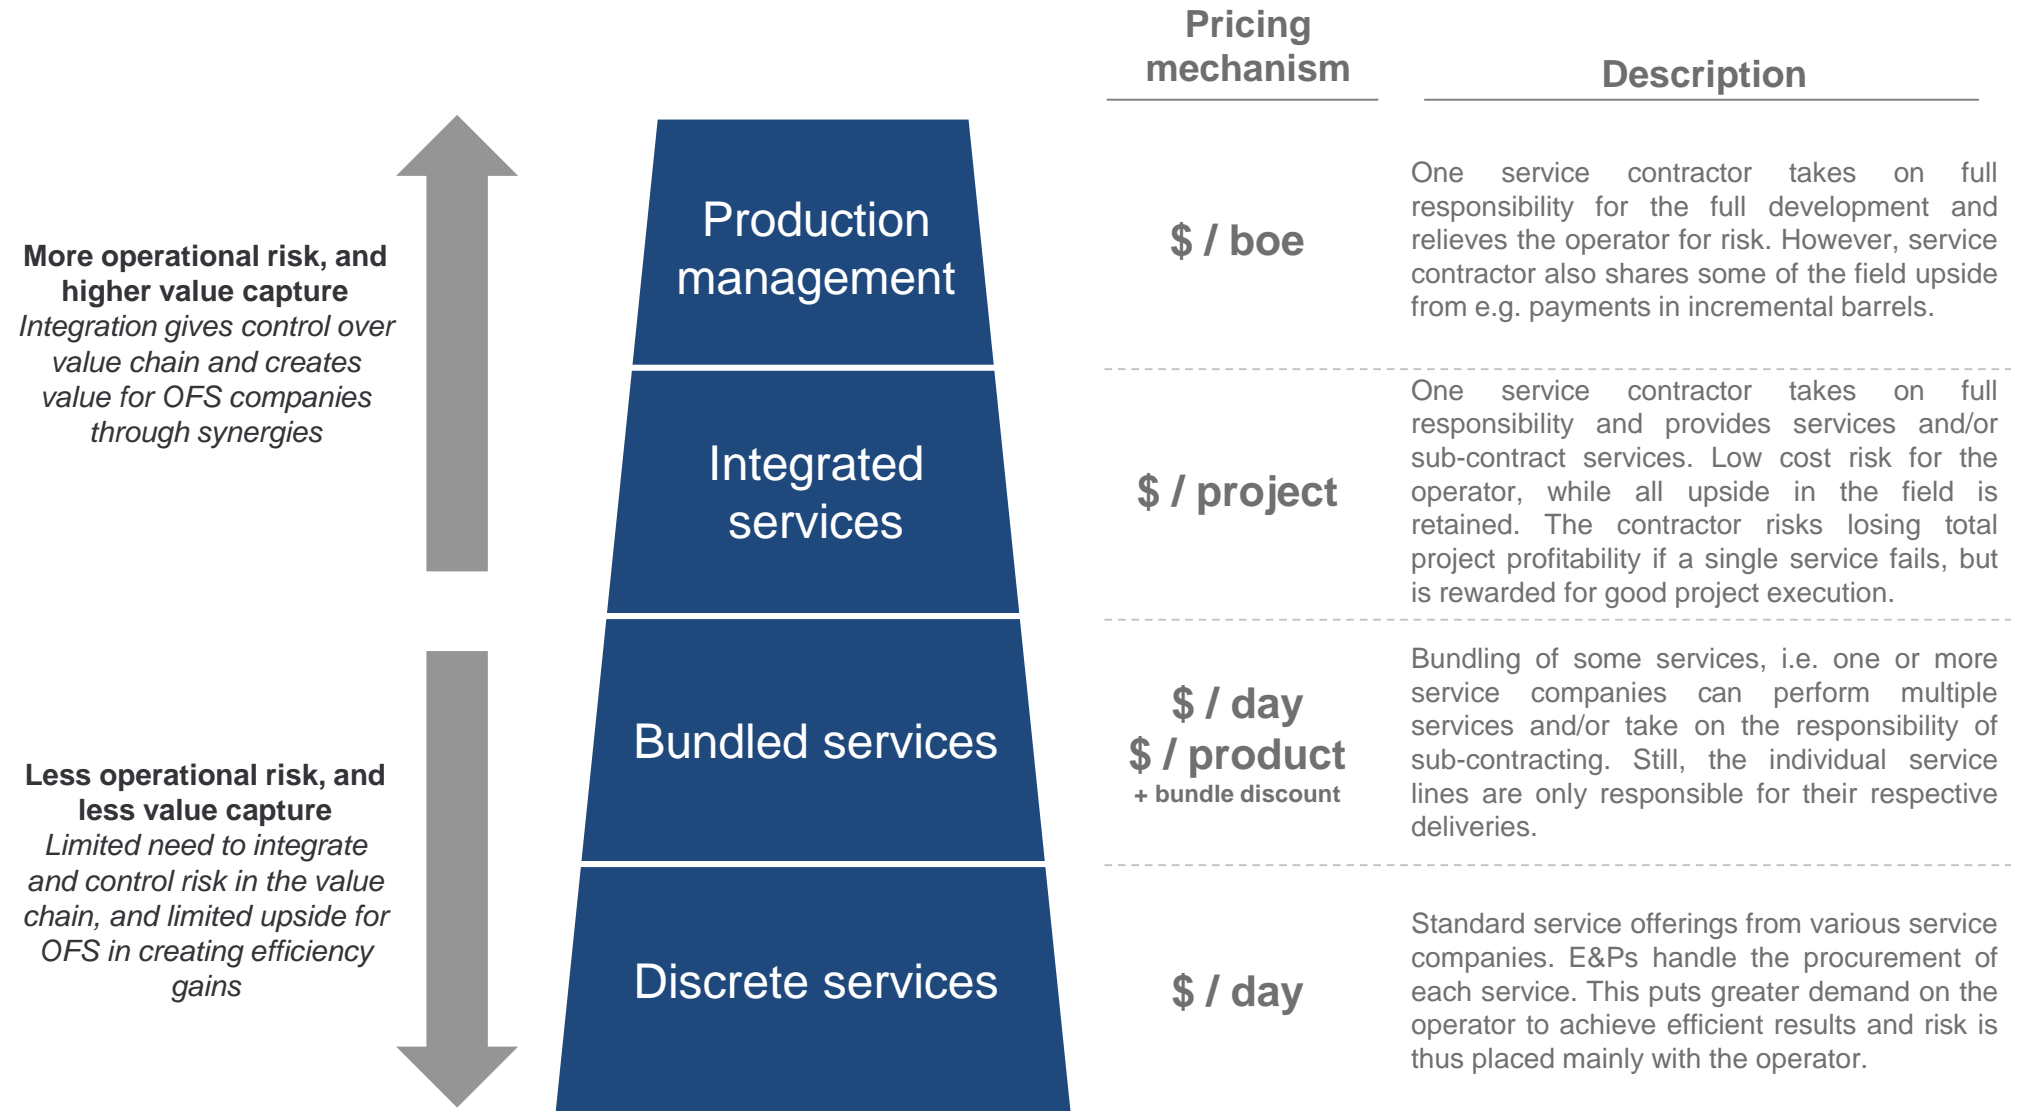 Pricing
mechanism
Description
More operational risk, and
higher value capture
Integration gives control over
value chain and creates
value for OFS companies
through synergies
Production
management
$ / boe
One service contractor takes on full
responsibility for the full development and
relieves the operator for risk. However, service
contractor also shares some of the field upside
from e.g. payments in incremental barrels.
Integrated
services
$ / project
One service contractor takes on full
responsibility and provides services and/or
sub-contract services. Low cost risk for the
operator, while all upside in the field is
retained. The contractor risks losing total
project profitability if a single service fails, but
is rewarded for good project execution.
Less operational risk, and
less value capture
Limited need to integrate
and control risk in the value
chain, and limited upside for
OFS in creating efficiency
gains
Bundled services
$ / day
$ / product
+ bundle discount
Bundling of some services, i.e. one or more
service companies can perform multiple
services and/or take on the responsibility of
sub-contracting. Still, the individual service
lines are only responsible for their respective
deliveries.
Discrete services
$ / day
Standard service offerings from various service
companies. E&Ps handle the procurement of
each service. This puts greater demand on the
operator to achieve efficient results and risk is
thus placed mainly with the operator.